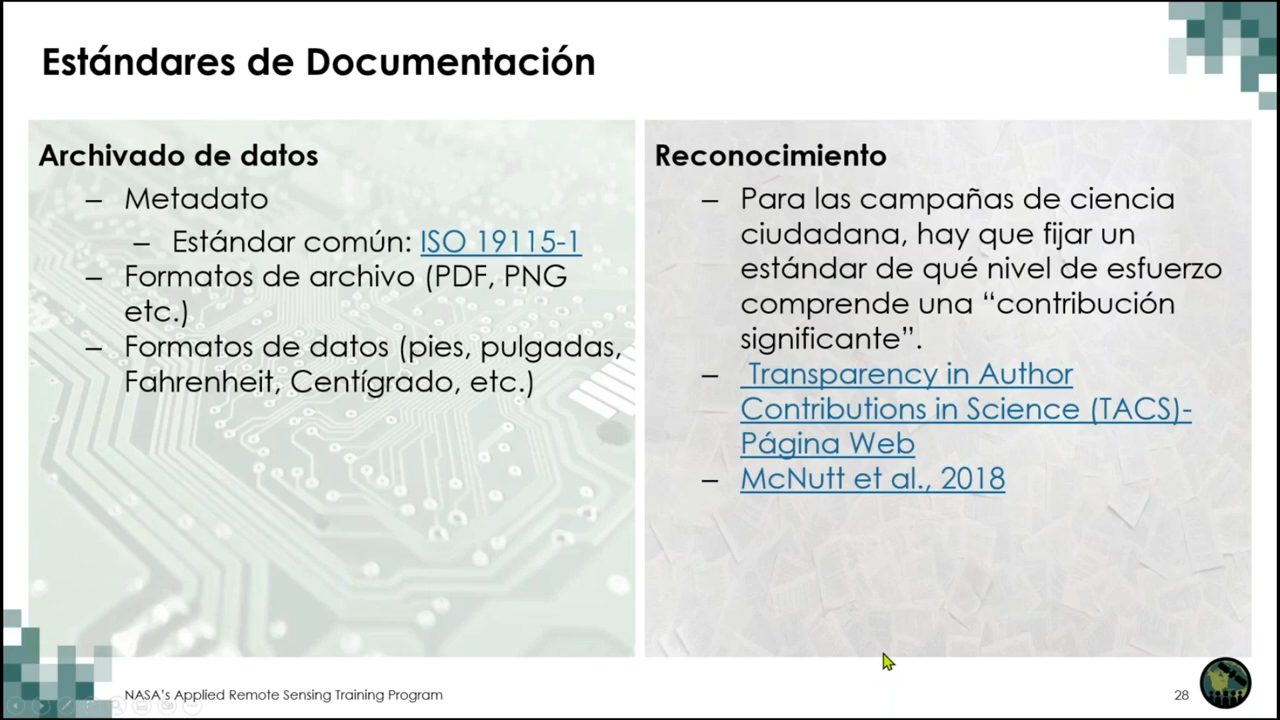 Estándares de Documentación
Archivado de datos
– Metadato
– Estándar común: ISO 19115-1
– Formatos de archivo (PDF, PNG
etc.)
– Formatos de datos (pies, pulgadas,
Fahrenheit, Centígrado, etc.)
Reconocimiento
– Para las campañas de ciencia
ciudadana, hay que fijar un
estándar de qué nivel de esfuerzo
comprende una “contribución
significante”.
– Transparency in Author
Contributions in Science (TACS)-
Página Web
– McNutt et al., 2018
NASA's Applied Remote Sensing Training Program
28